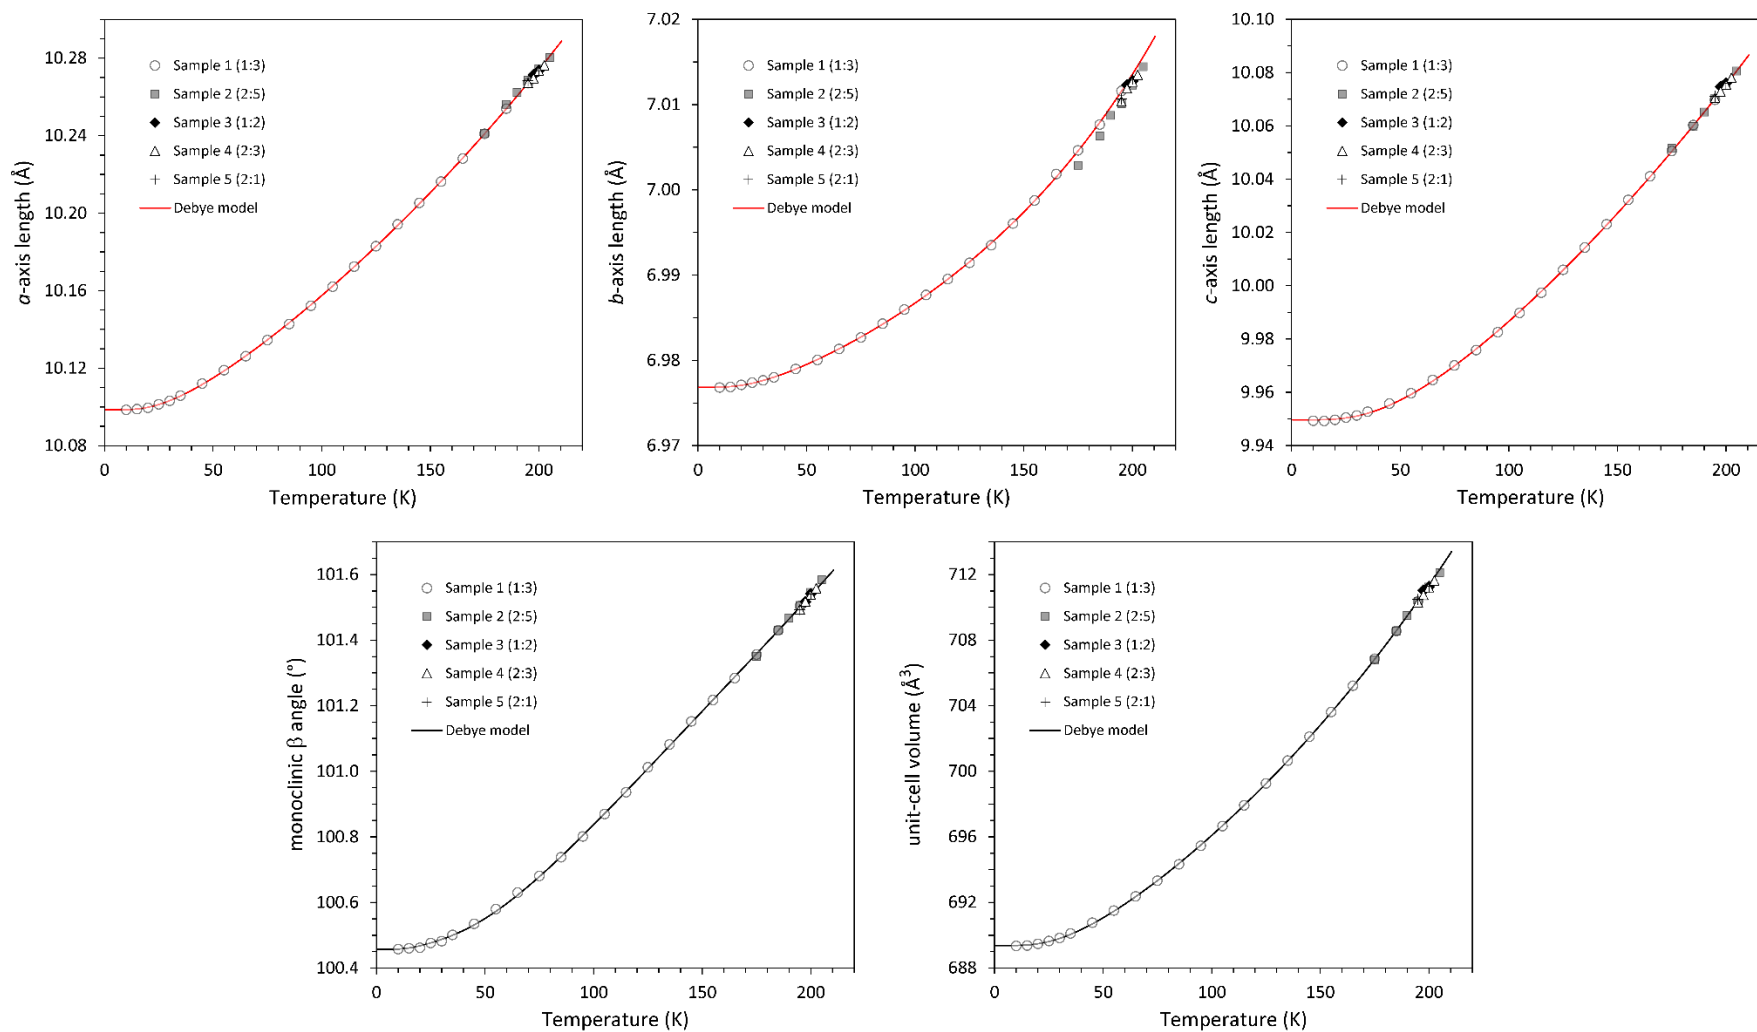 10.28
10.24
10.20
10.16
10.12
10.08
a-axis length (Å)
Sample 1 (1:3)
Sample 2 (2:5)
Sample 3 (1:2)
Sample 4 (2:3)
Sample 5 (2:1)
Debye model
0 50 100 150 200
Temperature (K)
7.02
7.01
7.00
6.99
6.98
6.97
b-axis length (Å)
Sample 1 (1:3)
Sample 2 (2:5)
Sample 3 (1:2)
Sample 4 (2:3)
Sample 5 (2:1)
Debye model
0 50 100 150 200
Temperature (K)
10.10
10.08
10.06
10.04
10.02
10.00
9.98
9.96
9.94
c-axis length (Å)
Sample 1 (1:3)
Sample 2 (2:5)
Sample 3 (1:2)
Sample 4 (2:3)
Sample 5 (2:1)
Debye model
0 50 100 150 200
Temperature (K)
101.6
101.4
101.2
101.0
100.8
100.6
100.4
monoclinic β angle (°)
Sample 1 (1:3)
Sample 2 (2:5)
Sample 3 (1:2)
Sample 4 (2:3)
Sample 5 (2:1)
Debye model
0 50 100 150 200
Temperature (K)
712
708
704
700
696
692
688
unit-cell volume (Å³)
Sample 1 (1:3)
Sample 2 (2:5)
Sample 3 (1:2)
Sample 4 (2:3)
Sample 5 (2:1)
Debye model
0 50 100 150 200
Temperature (K)